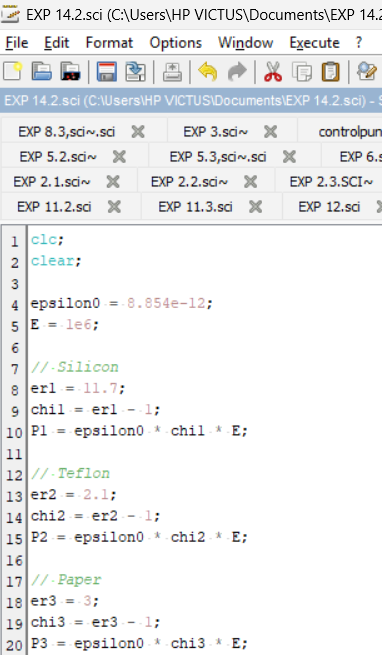 EXP 14.2.sci (C:\Users\HP VICTUS\Documents\EXP 14.2
File Edit Format Options Window Execute ?
EXP 14.2.sci (C:\Users\HP VICTUS\Documents\EXP 14.2.sci) - S
EXP 8.3,sci~.sci EXP 3.sci~ controlpun
EXP 5.2.sci~ EXP 5.3,sci~.sci EXP 6.s
EXP 2.1.sci~ EXP 2.2.sci~ EXP 2.3.SCI~
EXP 11.2.sci EXP 11.3.sci EXP 12.sci
1 clc;
2 clear;
3
4 epsilon0 = 8.854e-12;
5 E = 1e6;
6
7 // Silicon
8 er1 = 11.7;
9 chi1 = er1 - 1;
10 P1 = epsilon0 * chi1 * E;
11
12 // Teflon
13 er2 = 2.1;
14 chi2 = er2 - 1;
15 P2 = epsilon0 * chi2 * E;
16
17 // Paper
18 er3 = 3;
19 chi3 = er3 - 1;
20 P3 = epsilon0 * chi3 * E;